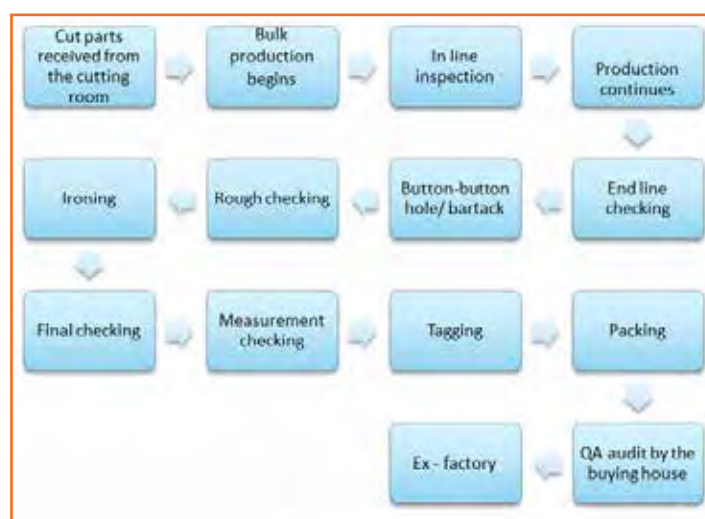 Cut parts
received from
the cutting
room
Bulk
production
begins
In line
inspection
Production
continues
End line
checking
Button-button
hole/ bartack
Rough checking
Ironing
Final checking
Measurement
checking
Tagging
Packing
QA audit by the
buying house
Ex - factory